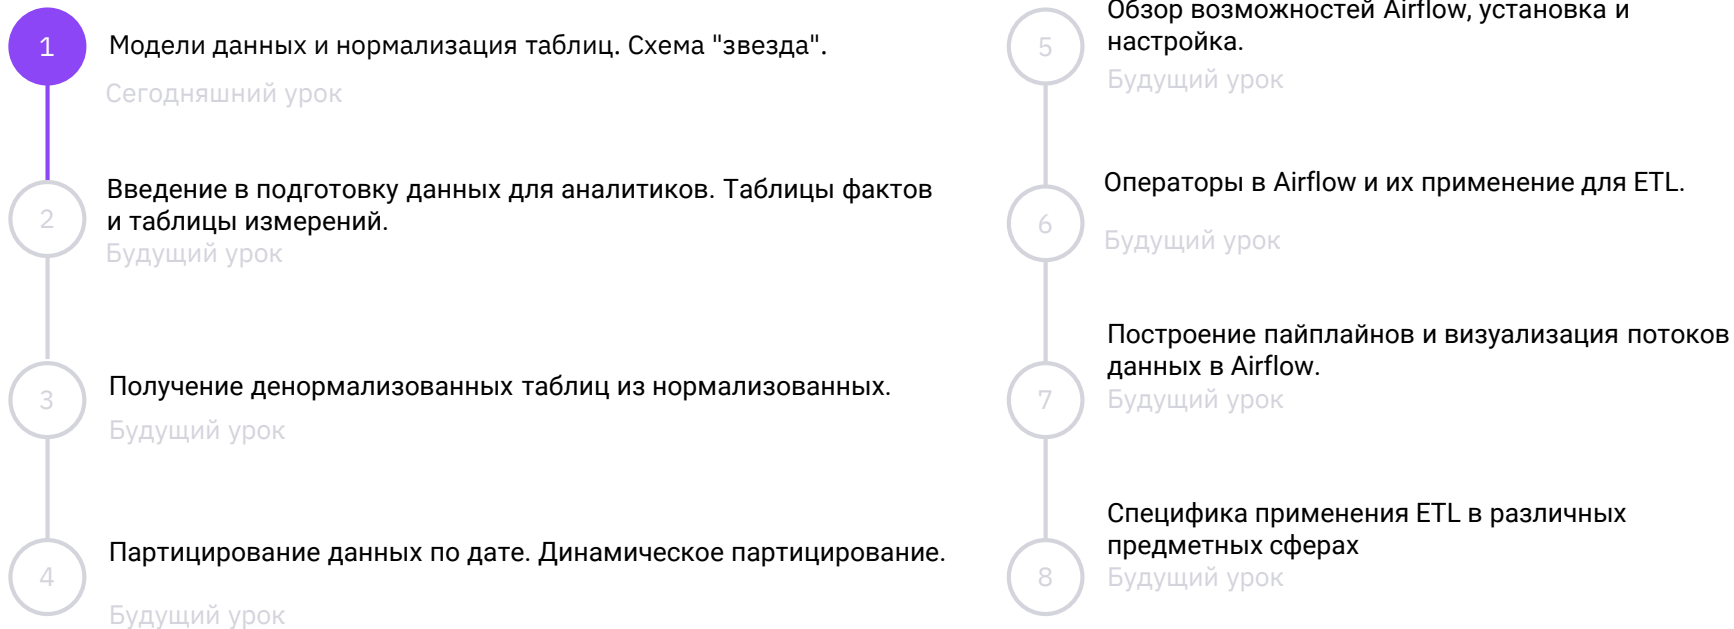 1
Модели данных и нормализация таблиц. Схема "звезда".
Сегодняшний урок
2
Введение в подготовку данных для аналитиков. Таблицы фактов
и таблицы измерений.
Будущий урок
3
Получение денормализованных таблиц из нормализованных.
Будущий урок
4
Партицирование данных по дате. Динамическое партицирование.
Будущий урок
5
Обзор возможностей Airflow, установка и
настройка.
Будущий урок
6
Операторы в Airflow и их применение для ETL.
Будущий урок
7
Построение пайплайнов и визуализация потоков
данных в Airflow.
Будущий урок
8
Специфика применения ETL в различных
предметных сферах
Будущий урок